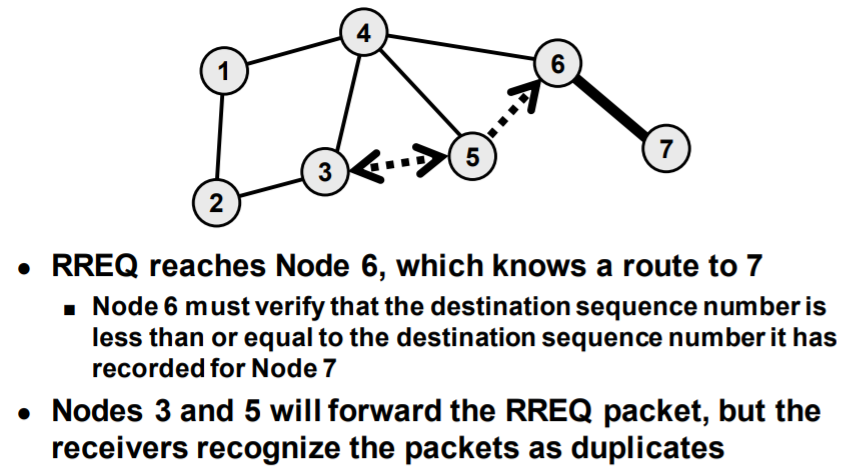 4
1
6
7
5
3
2
• RREQ reaches Node 6, which knows a route to 7
▪ Node 6 must verify that the destination sequence number is
less than or equal to the destination sequence number it has
recorded for Node 7
• Nodes 3 and 5 will forward the RREQ packet, but the
receivers recognize the packets as duplicates